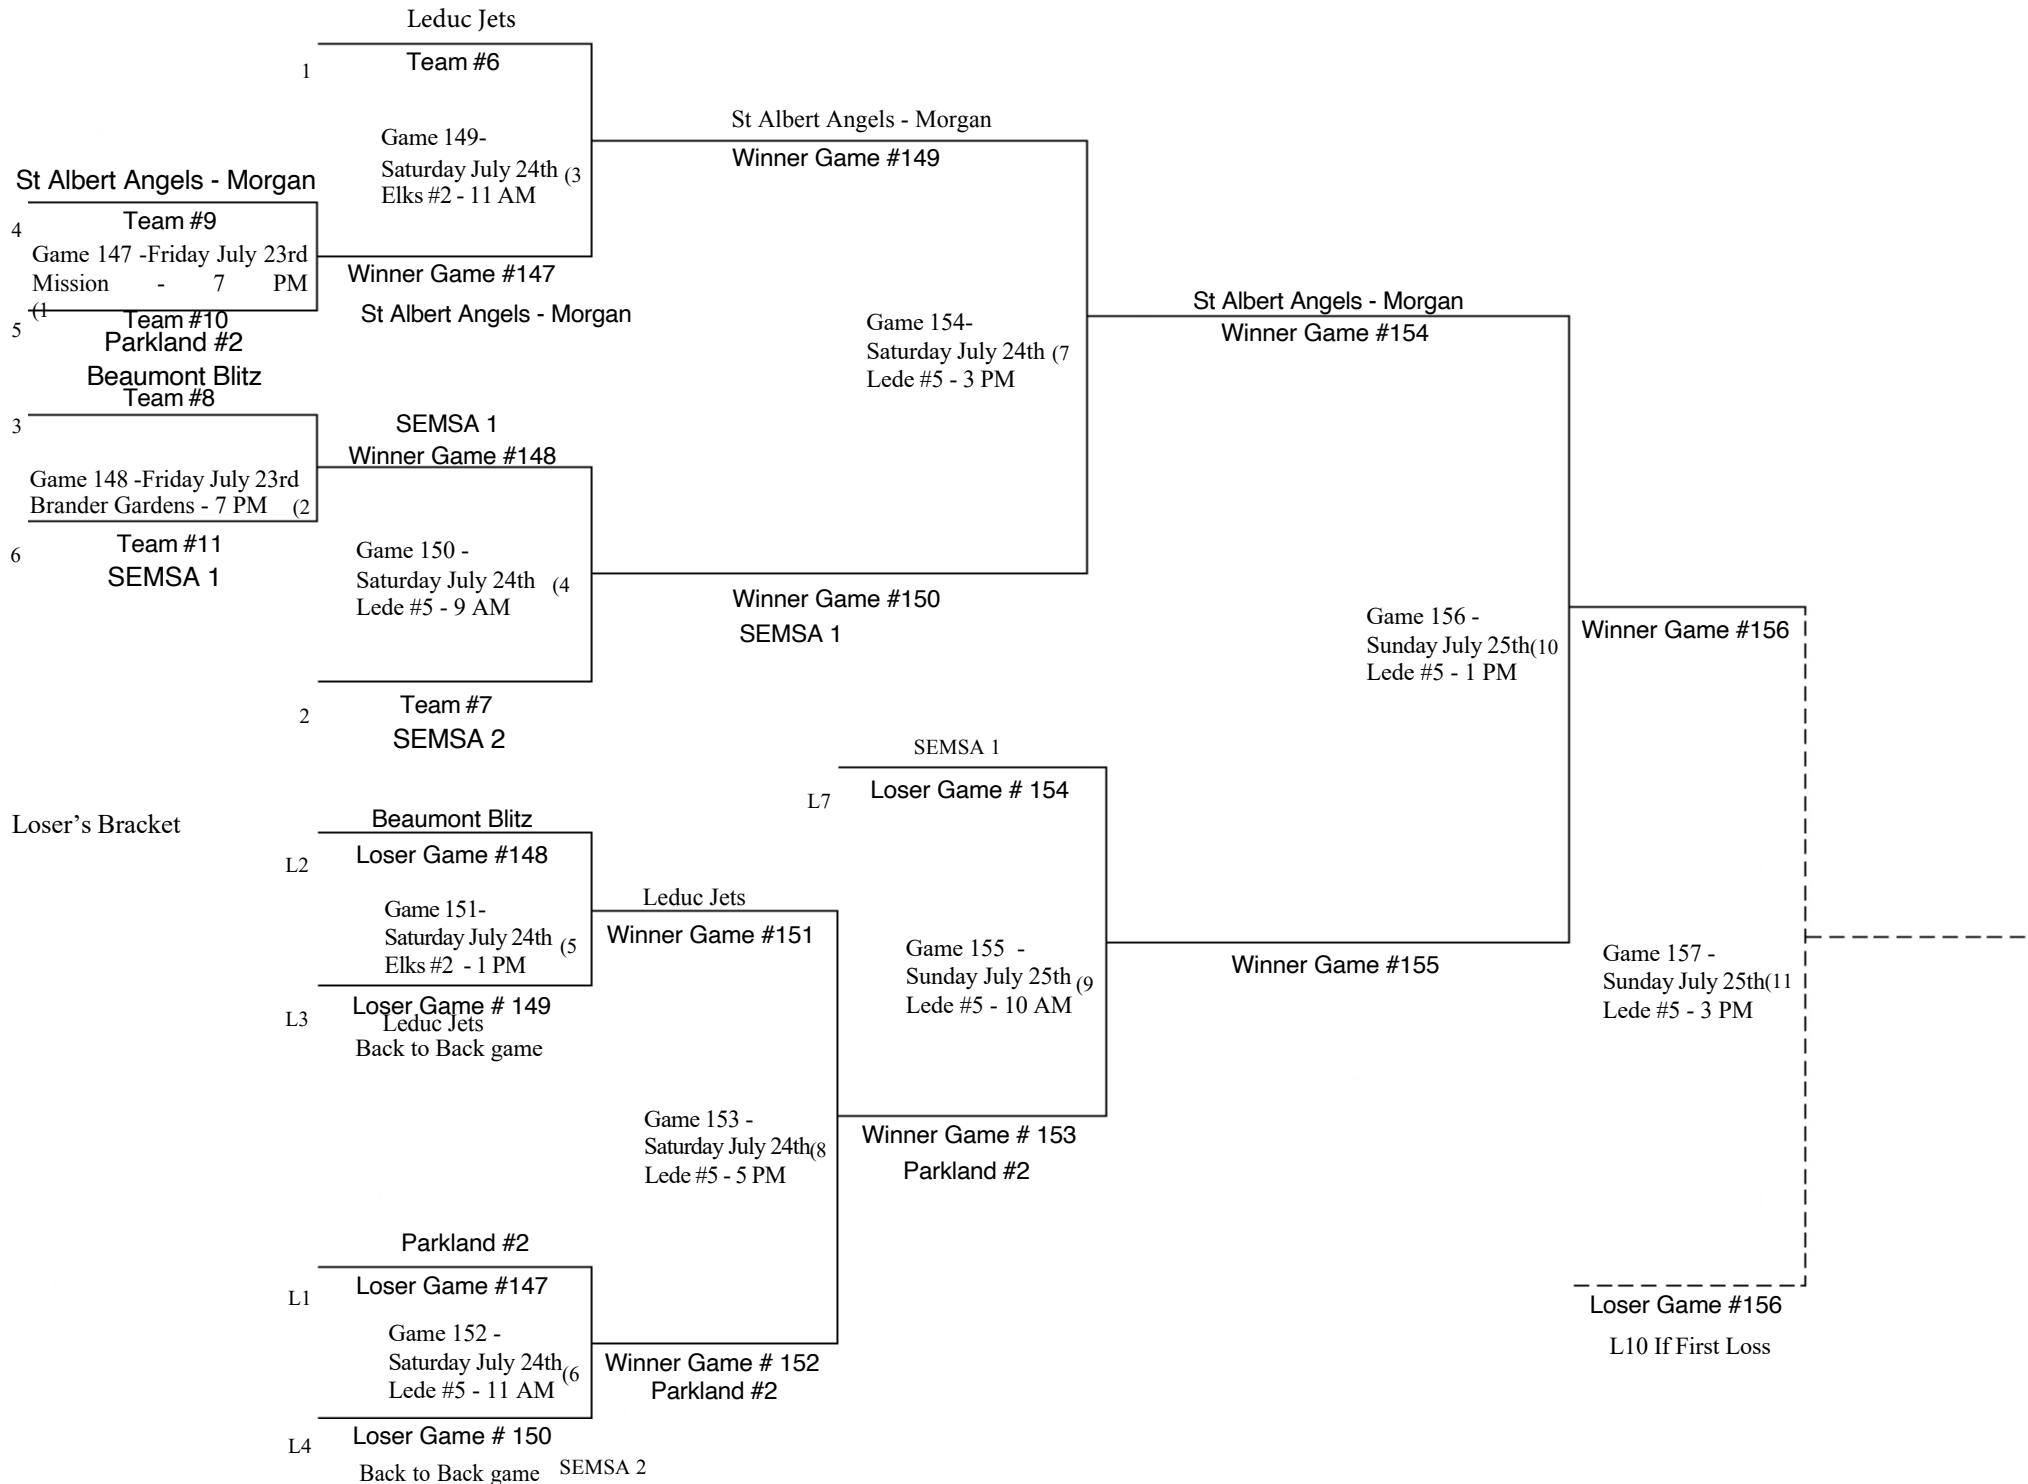 Leduc Jets
1
Team #6
Game 149-
Saturday July 24th (3
Elks #2 - 11 AM
St Albert Angels - Morgan
Winner Game #149
St Albert Angels - Morgan
4
Team #9
Game 147 -Friday July 23rd
Mission - 7 PM
(1
5
Team #10
Parkland #2
Winner Game #147
St Albert Angels - Morgan
Beaumont Blitz
Team #8
3
Game 148 -Friday July 23rd
Brander Gardens - 7 PM (2
6
Team #11
SEMSA 1
SEMSA 1
Winner Game #148
Game 150 -
Saturday July 24th (4
Lede #5 - 9 AM
2
Team #7
SEMSA 2
Game 154-
Saturday July 24th (7
Lede #5 - 3 PM
Winner Game #150
SEMSA 1
St Albert Angels - Morgan
Winner Game #154
Game 156 -
Sunday July 25th(10
Lede #5 - 1 PM
Winner Game #156
Loser's Bracket
Beaumont Blitz
L2
Loser Game #148
Game 151-
Saturday July 24th (5
Elks #2 - 1 PM
L3
Loser Game # 149
Leduc Jets
Back to Back game
Leduc Jets
Winner Game #151
SEMSA 1
L7
Loser Game # 154
Game 155 -
Sunday July 25th (9
Lede #5 - 10 AM
Winner Game #155
Game 157 -
Sunday July 25th(11
Lede #5 - 3 PM
Game 153 -
Saturday July 24th(8
Lede #5 - 5 PM
Winner Game # 153
Parkland #2
Parkland #2
L1
Loser Game #147
Game 152 -
Saturday July 24th(6
Lede #5 - 11 AM
Winner Game # 152
Parkland #2
L4
Loser Game # 150
Back to Back game SEMSA 2
Loser Game #156
L10 If First Loss